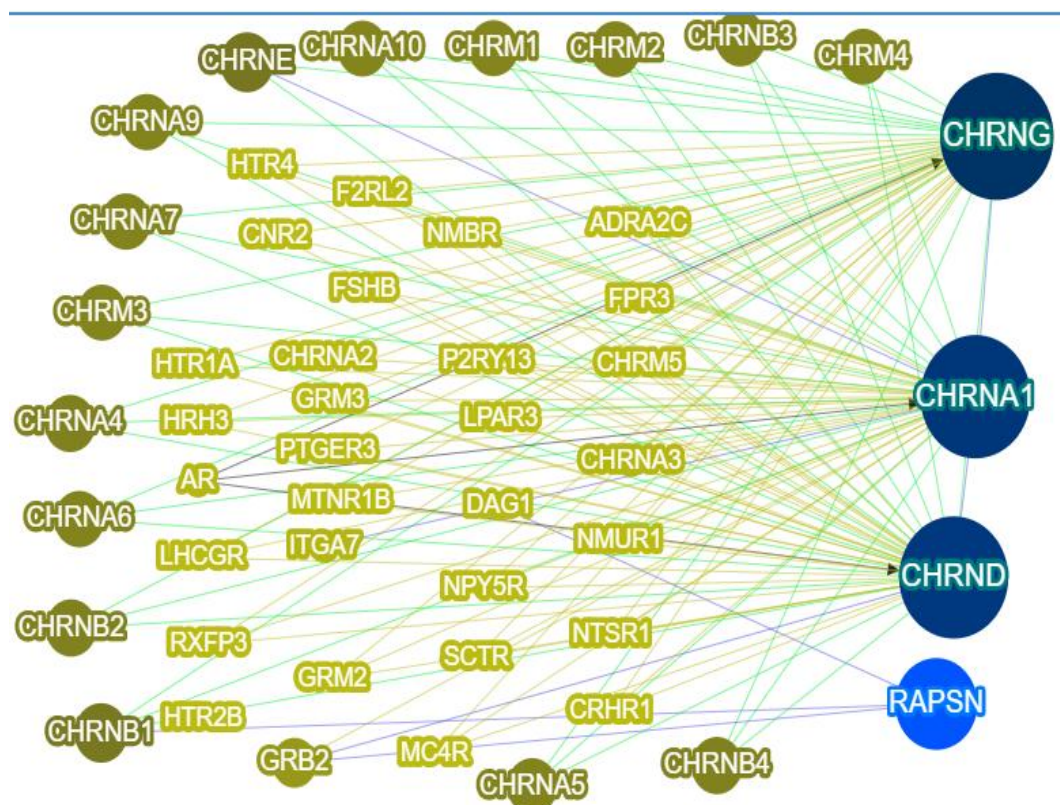 CHRNE
CHRNA10
CHRM1
CHRM2
CHRNB3
CHRM4
CHRNA9
CHRNG
HTR4
F2RL2
CHRNA7
CNR2
NMBR
ADRA2C
FSHB
FPR3
CHRM3
HTR1A
CHRNA2
P2RY13
CHRM5
CHRNA1
GRM3
CHRNA4
HRH3
LPAR3
PTGER3
CHRNA3
AR
MTNR1B
DAG1
CHRNA6
ITGA7
NMUR1
LHCGR
CHRND
NPY5R
CHRNB2
RXFP3
SCTR
NTSR1
GRM2
RAPSN
HTR2B
CRHR1
CHRNB1
GRB2
MC4R
CHRNB4
CHRNA5